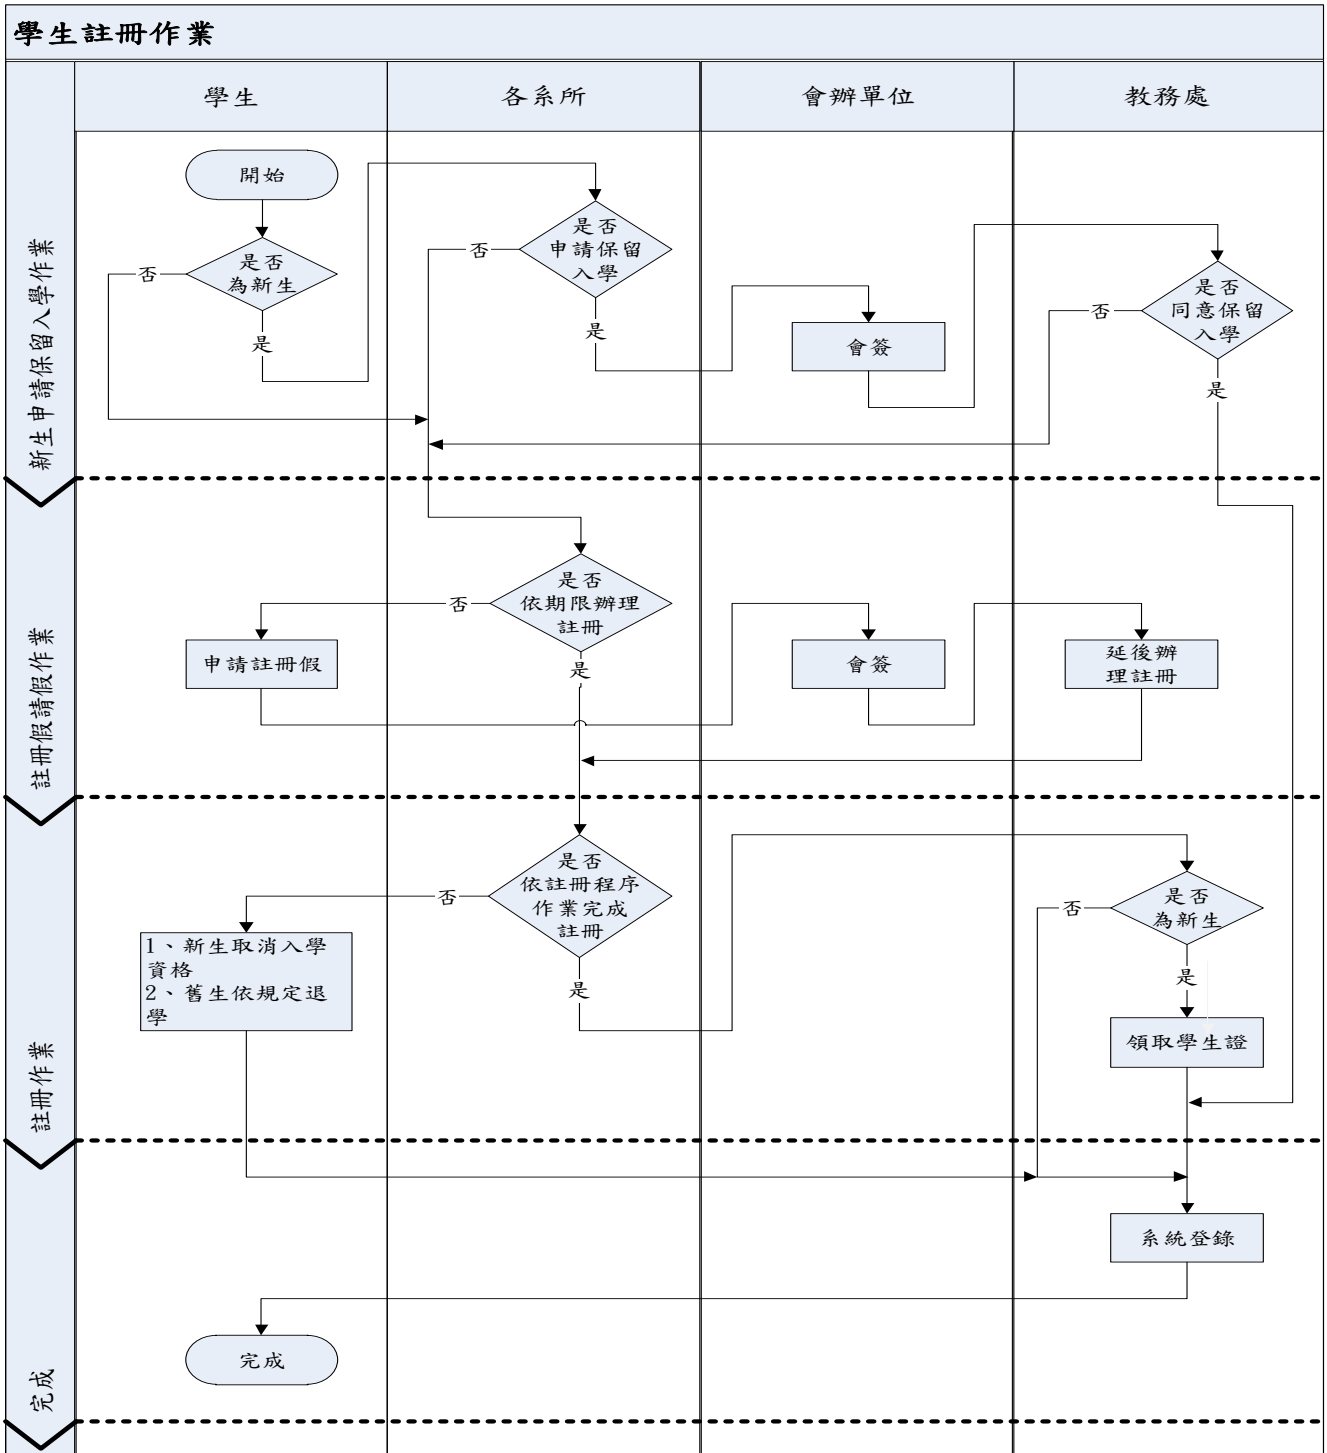 學生註冊作業
學生
各系所
會辦單位
教務處
新生申請保留入學作業
開始
是否
為新生
否
是
是否
申請保留
入學
否
是
會簽
是否
同意保留
入學
否
是
註冊假請假作業
是否
依期限辦理
註冊
否
是
申請註冊假
會簽
延後辦
理註冊
註冊作業
是否
依註冊程序
作業完成
註冊
否
是
1、新生取消入學
資格
2、舊生依規定退
學
是否
為新生
否
是
領取學生證
完成
系統登錄
完成